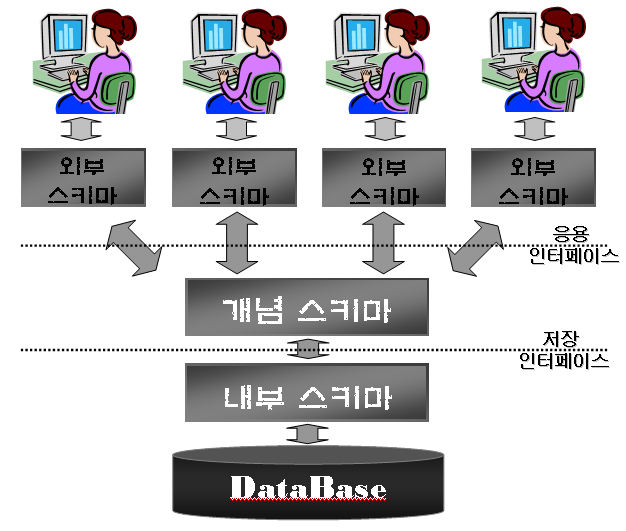 외부
스키마
외부
스키마
외부
스키마
외부
스키마
응용
인터페이스
개념 스키마
저장
인터페이스
내부 스키마
DataBase